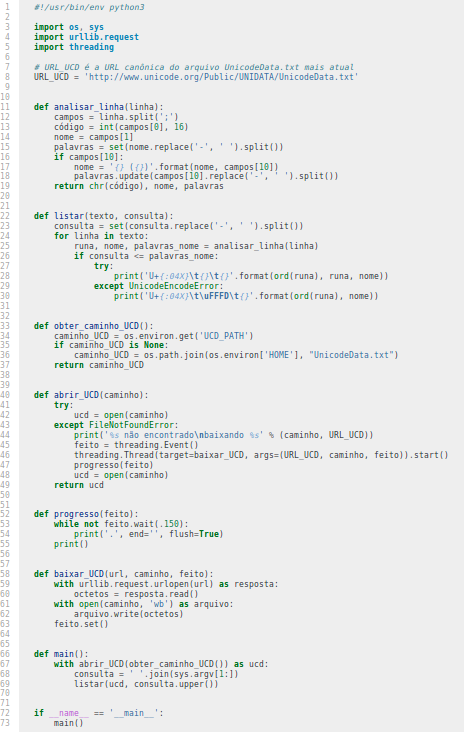 1 #!/usr/bin/env python3
2
3 import os, sys
4 import urllib.request
5 import threading
6
7 # URL_UCD é a URL canônica do arquivo UnicodeData.txt mais atual
8 URL_UCD = 'http://www.unicode.org/Public/UNIDATA/UnicodeData.txt'
9
10
11 def analisar_linha(linha):
12     campos = linha.split(';')
13     código = int(campos[0], 16)
14     nome = campos[1]
15     palavras = set(nome.replace('-', ' ').split())
16     if campos[10]:
17         nome = '{} ({})'.format(nome, campos[10])
18         palavras.update(campos[10].replace('-', ' ').split())
19     return chr(código), nome, palavras
20
21
22 def listar(texto, consulta):
23     consulta = set(consulta.replace('-', ' ').split())
24     for linha in texto:
25         runa, nome, palavras_nome = analisar_linha(linha)
26         if consulta <= palavras_nome:
27             try:
28                 print('U+{:04X}\t{}\t{}'.format(ord(runa), runa, nome))
29             except UnicodeEncodeError:
30                 print('U+{:04X}\t\uFFFD\t{}'.format(ord(runa), nome))
31
32
33 def obter_caminho_UCD():
34     caminho_UCD = os.environ.get('UCD_PATH')
35     if caminho_UCD is None:
36         caminho_UCD = os.path.join(os.environ['HOME'], "UnicodeData.txt")
37     return caminho_UCD
38
39
40 def abrir_UCD(caminho):
41     try:
42         ucd = open(caminho)
43     except FileNotFoundError:
44         print('%s não encontrado\nbaixando %s' % (caminho, URL_UCD))
45         feito = threading.Event()
46         threading.Thread(target=baixar_UCD, args=(URL_UCD, caminho, feito)).start()
47         progresso(feito)
48         ucd = open(caminho)
49     return ucd
50
51
52 def progresso(feito):
53     while not feito.wait(.150):
54         print('.', end='', flush=True)
55     print()
56
57
58 def baixar_UCD(url, caminho, feito):
59     with urllib.request.urlopen(url) as resposta:
60         octetos = resposta.read()
61     with open(caminho, 'wb') as arquivo:
62         arquivo.write(octetos)
63     feito.set()
64
65
66 def main():
67     with abrir_UCD(obter_caminho_UCD()) as ucd:
68         consulta = ' '.join(sys.argv[1:])
69         listar(ucd, consulta.upper())
70
71
72 if __name__ == '__main__':
73     main()